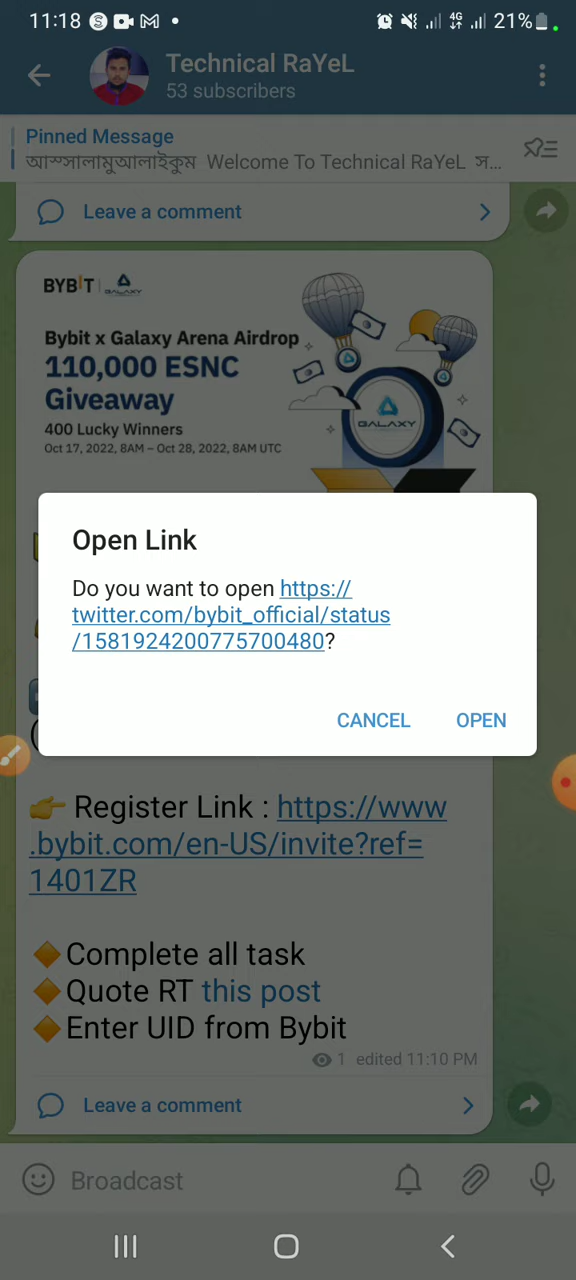 11:18
4G
21%
Technical RaYeL
53 subscribers
Pinned Message
আস্সালামুআলাইকুম Welcome To Technical RaYeL স...
Leave a comment
BYBIT | GALAXY
Bybit x Galaxy Arena Airdrop
110,000 ESNC
Giveaway
400 Lucky Winners
Oct 17, 2022, 8AM – Oct 28, 2022, 8AM UTC
GALAXY
Open Link
Do you want to open https://
twitter.com/bybit_official/status
/1581924200775700480?
CANCEL OPEN
Register Link : https://www
.bybit.com/en-US/invite?ref=
1401ZR
Complete all task
Quote RT this post
Enter UID from Bybit
1 edited 11:10 PM
Leave a comment
Broadcast